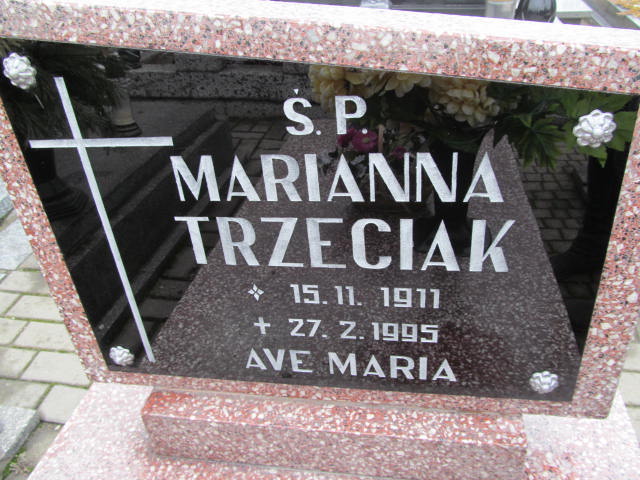 Ś. P.
MARIANNA
TRZECIAK
15. 11. 1911
27. 2. 1995
AVE MARIA